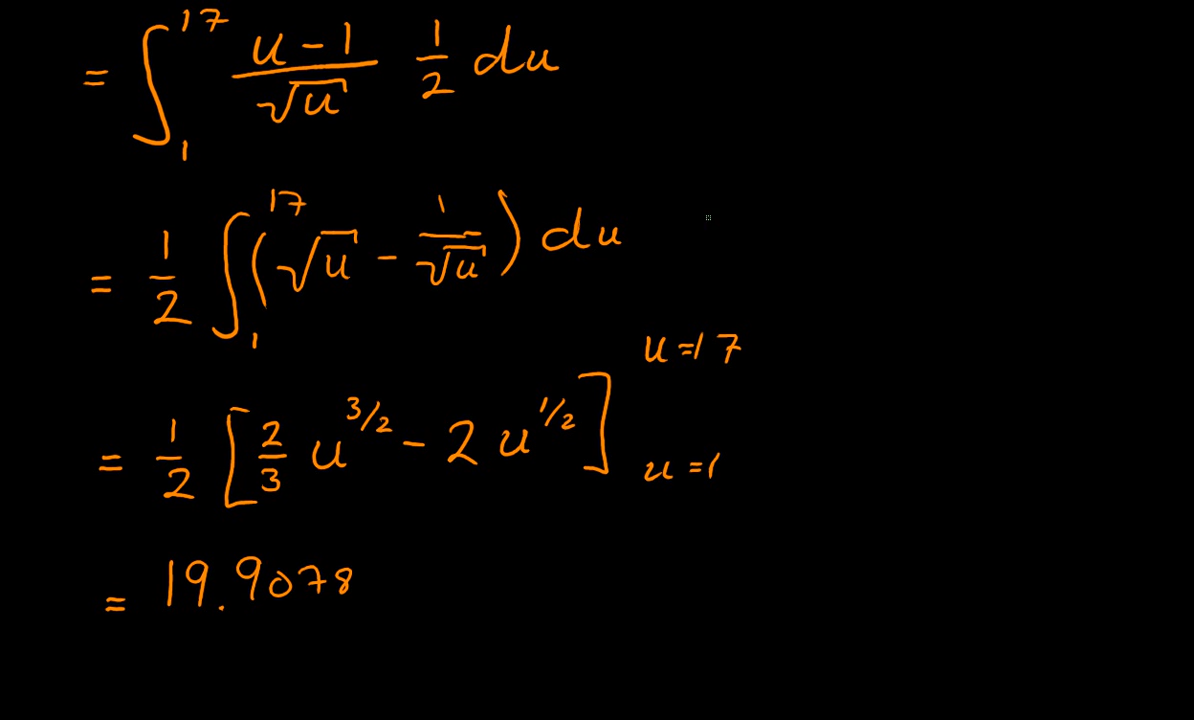 = ∫₁¹⁷ (u - 1)/√u 1/2 du
= 1/2 ∫₁¹⁷ (√u - 1/√u) du
= 1/2 [2/3 u^(3/2) - 2 u^(1/2)] u=17 u=1
= 19.9078